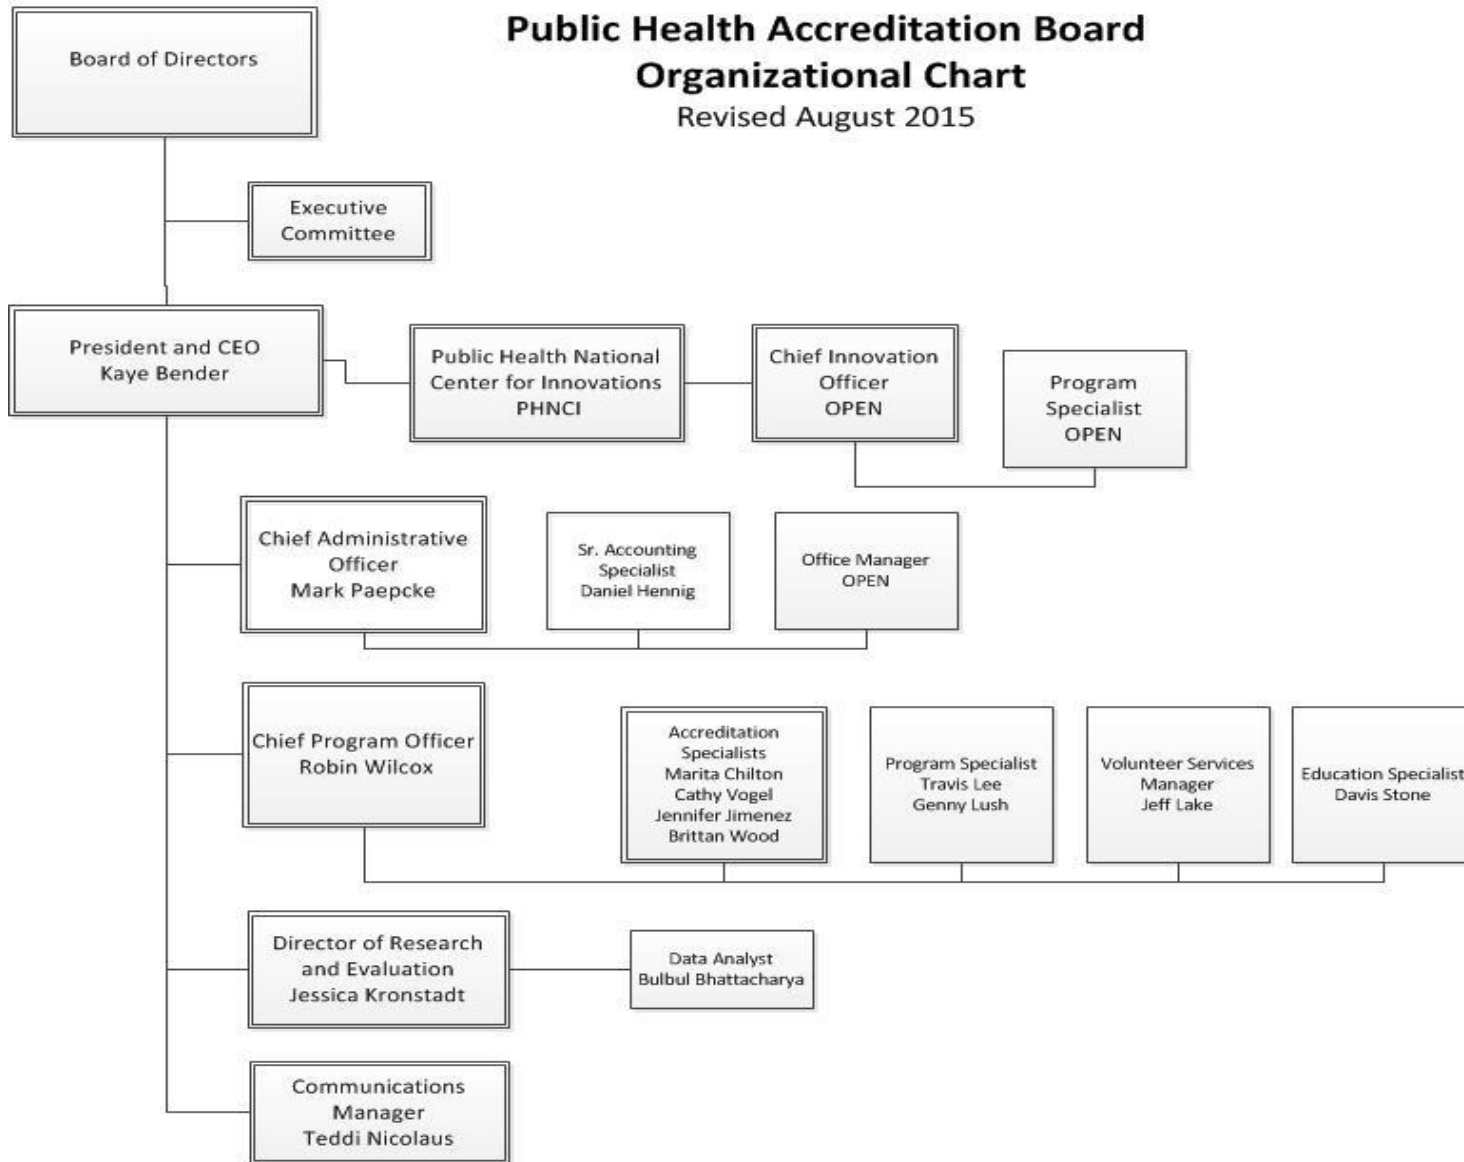 Public Health Accreditation Board
Organizational Chart
Revised August 2015
Board of Directors
Executive
Committee
President and CEO
Kaye Bender
Public Health National
Center for Innovations
PHNCI
Chief Innovation
Officer
OPEN
Program
Specialist
OPEN
Chief Administrative
Officer
Mark Paepcke
Sr. Accounting
Specialist
Daniel Hennig
Office Manager
OPEN
Chief Program Officer
Robin Wilcox
Accreditation
Specialists
Marita Chilton
Cathy Vogel
Jennifer Jimenez
Brittan Wood
Program Specialist
Travis Lee
Genny Lush
Volunteer Services
Manager
Jeff Lake
Education Specialist
Davis Stone
Director of Research
and Evaluation
Jessica Kronstadt
Data Analyst
Bulbul Bhattacharya
Communications
Manager
Teddi Nicolaus